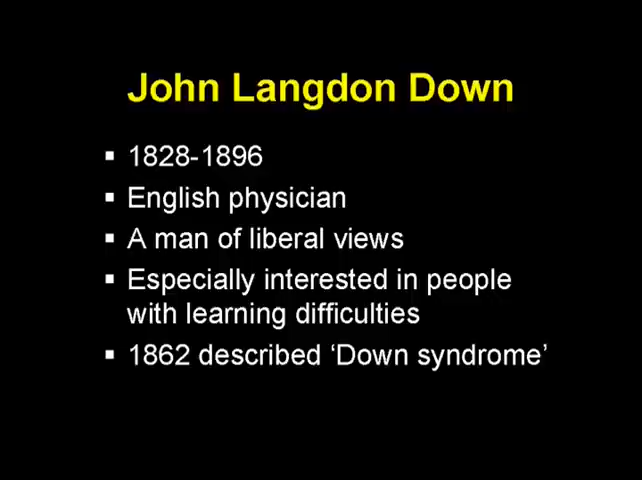 John Langdon Down
▪ 1828-1896
▪ English physician
▪ A man of liberal views
▪ Especially interested in people
with learning difficulties
▪ 1862 described ‘Down syndrome’